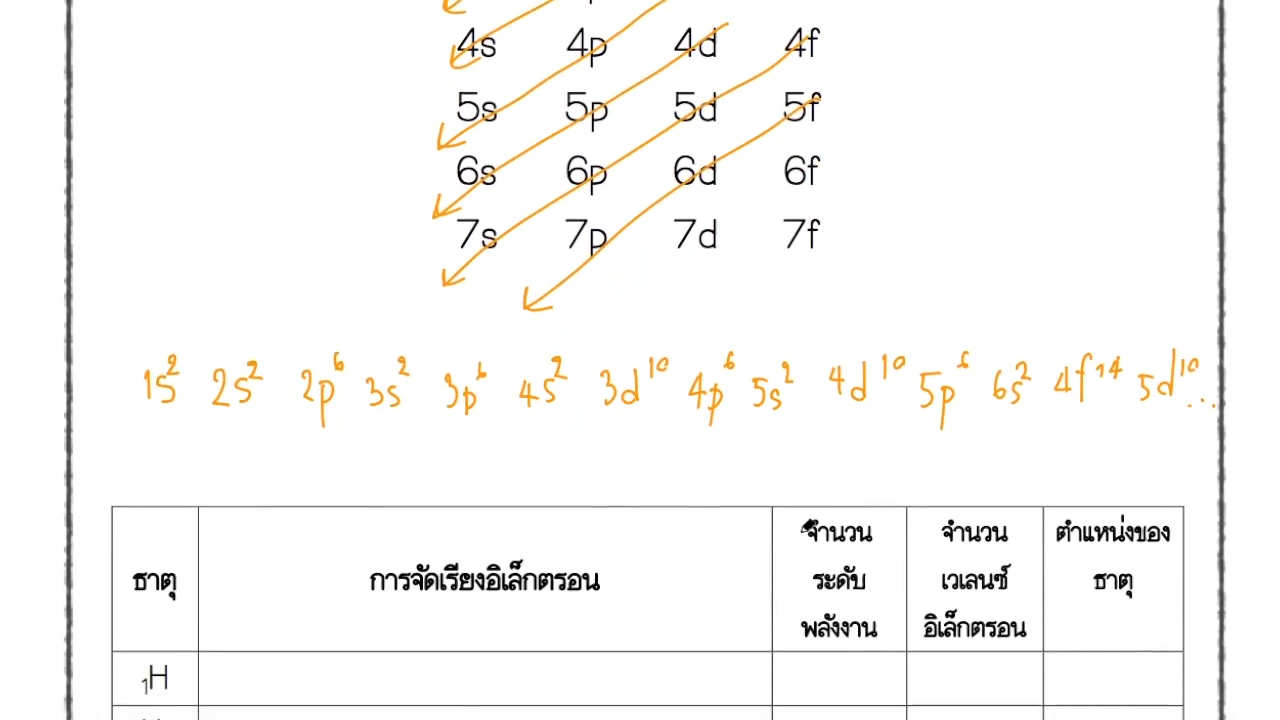 4s 4p 4d 4f
5s 5p 5d 5f
6s 6p 6d 6f
7s 7p 7d 7f
1s² 2s² 2p⁶ 3s² 3p⁶ 4s² 3d¹⁰ 4p⁶ 5s² 4d¹⁰ 5p⁶ 6s² 4f¹⁴ 5d¹⁰...
ธาตุ การจัดเรียงอิเล็กตรอน จำนวน จำนวน ตำแหน่งของ
ระดับ เวเลนซ์ ธาตุ
พลังงาน อิเล็กตรอน
₁H